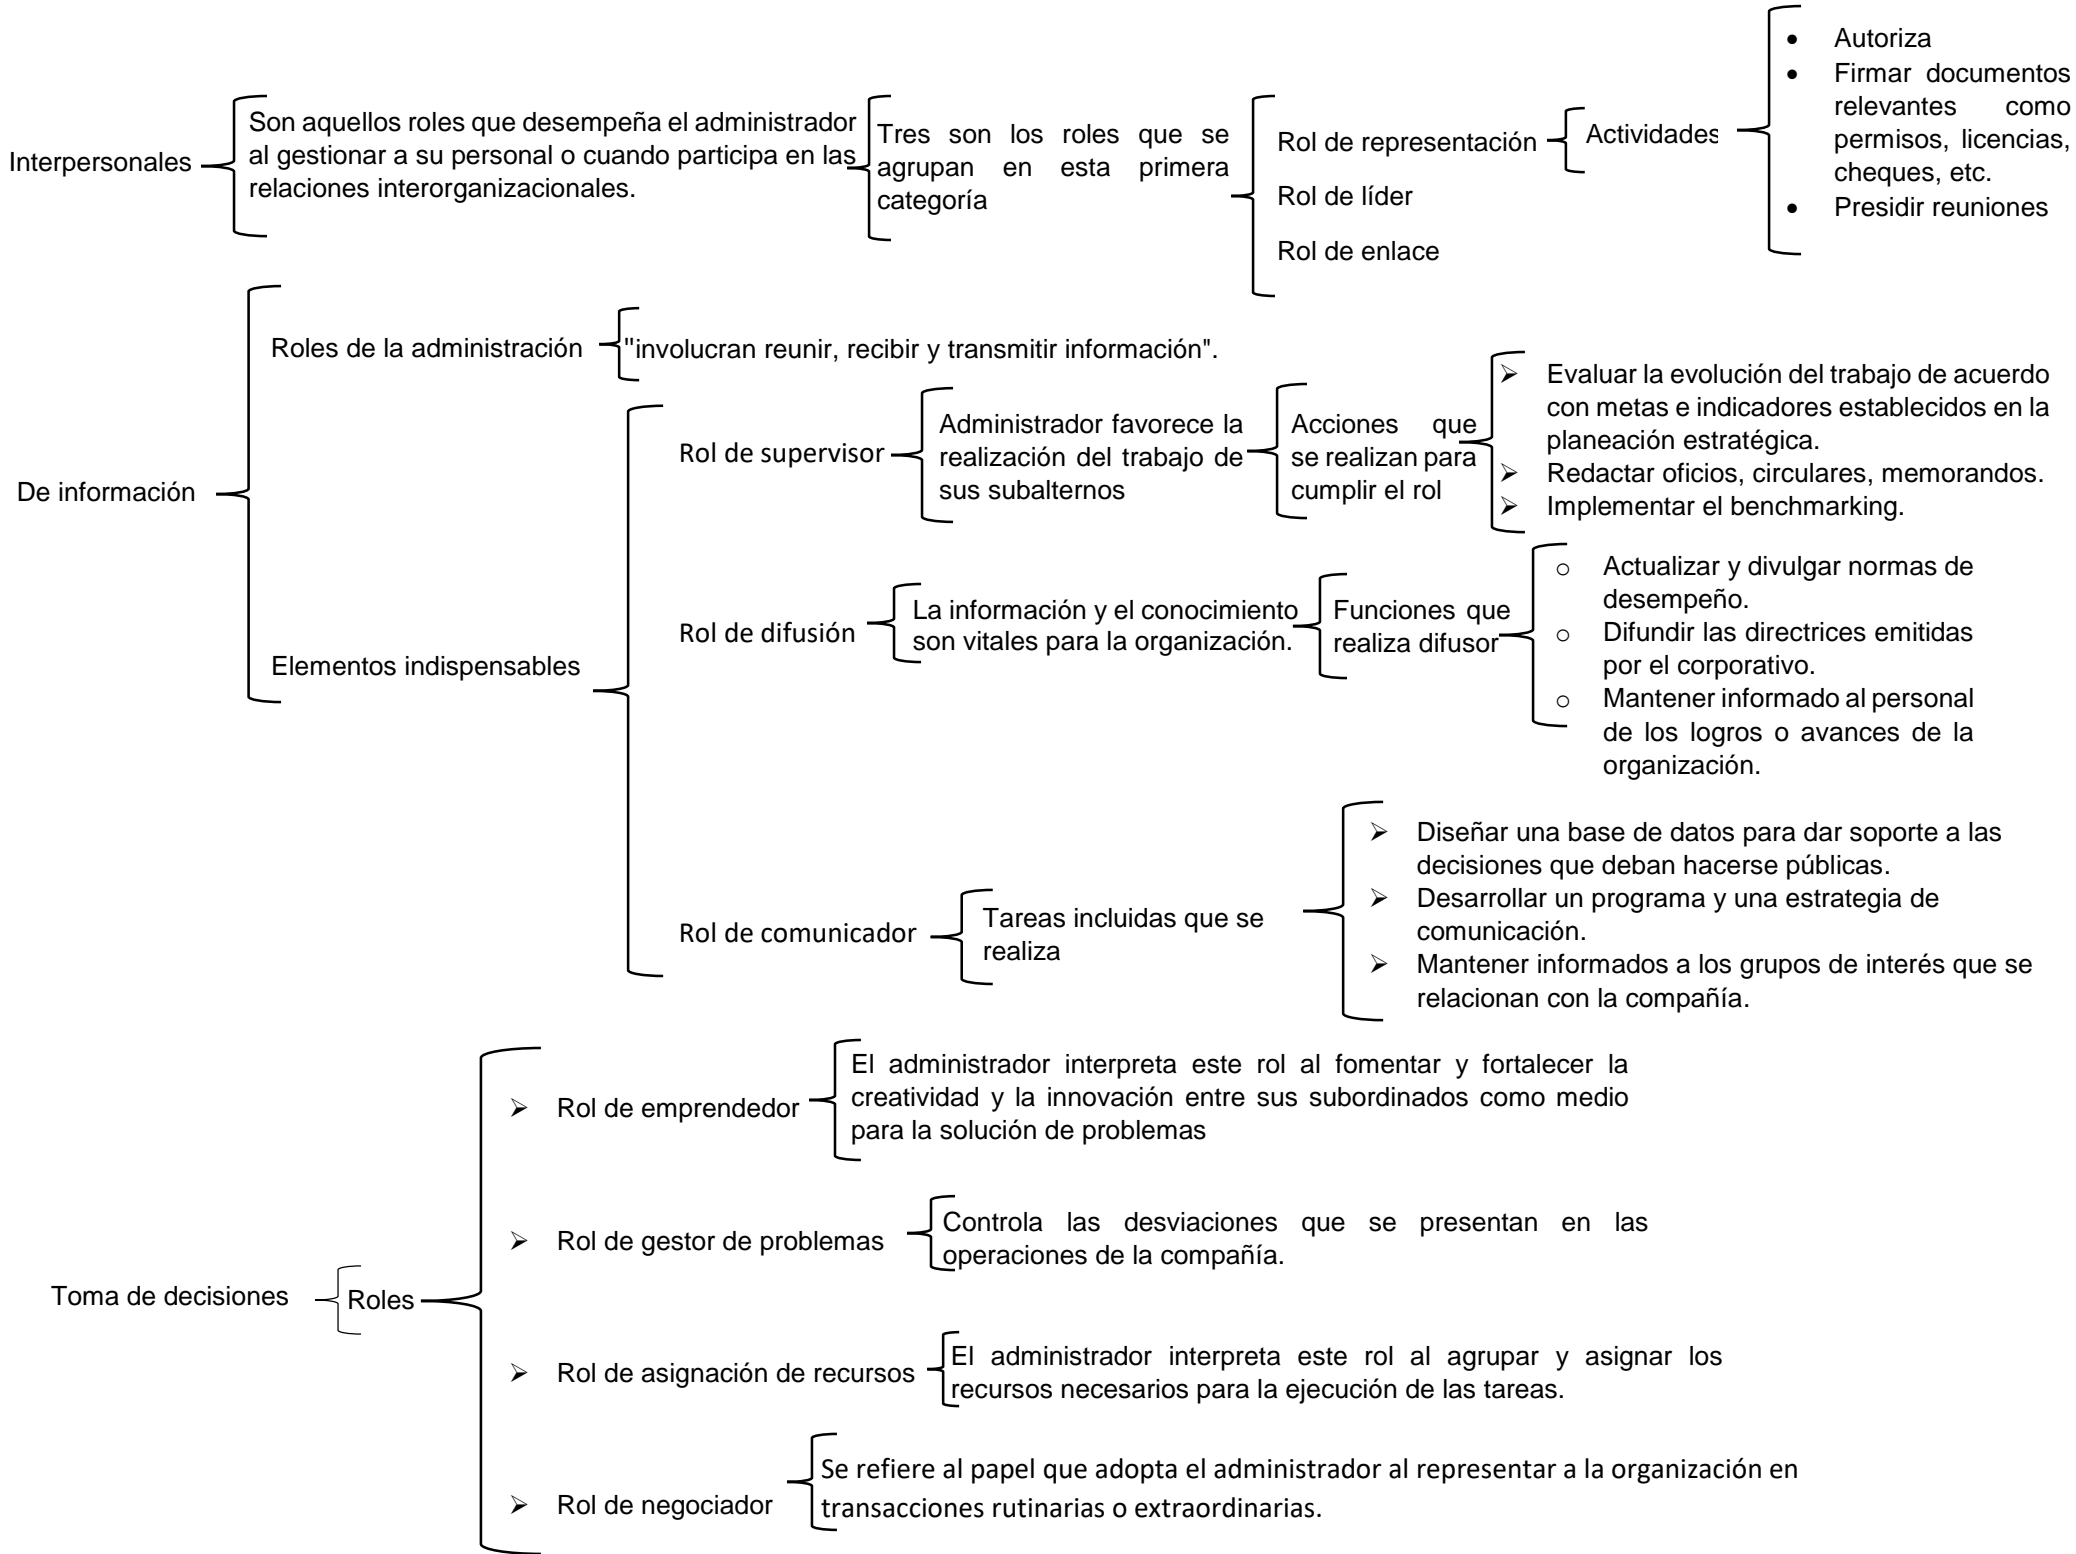 Interpersonales
Son aquellos roles que desempeña el administrador
al gestionar a su personal o cuando participa en las
relaciones interorganizacionales.
Tres son los roles que se
agrupan en esta primera
categoría
Rol de representación
Actividades
• Autoriza
• Firmar documentos
relevantes como
permisos, licencias,
cheques, etc.
• Presidir reuniones
Rol de líder
Rol de enlace
De información
Roles de la administración
"involucran reunir, recibir y transmitir información".
Elementos indispensables
Rol de supervisor
Administrador favorece la
realización del trabajo de
sus subalternos
Acciones que
se realizan para
cumplir el rol
➢ Evaluar la evolución del trabajo de acuerdo
con metas e indicadores establecidos en la
planeación estratégica.
➢ Redactar oficios, circulares, memorandos.
➢ Implementar el benchmarking.
Rol de difusión
La información y el conocimiento
son vitales para la organización.
Funciones que
realiza difusor
o Actualizar y divulgar normas de
desempeño.
o Difundir las directrices emitidas
por el corporativo.
o Mantener informado al personal
de los logros o avances de la
organización.
Rol de comunicador
Tareas incluidas que se
realiza
➢ Diseñar una base de datos para dar soporte a las
decisiones que deban hacerse públicas.
➢ Desarrollar un programa y una estrategia de
comunicación.
➢ Mantener informados a los grupos de interés que se
relacionan con la compañía.
Toma de decisiones
Roles
➢ Rol de emprendedor
El administrador interpreta este rol al fomentar y fortalecer la
creatividad y la innovación entre sus subordinados como medio
para la solución de problemas
➢ Rol de gestor de problemas
Controla las desviaciones que se presentan en las
operaciones de la compañía.
➢ Rol de asignación de recursos
El administrador interpreta este rol al agrupar y asignar los
recursos necesarios para la ejecución de las tareas.
➢ Rol de negociador
Se refiere al papel que adopta el administrador al representar a la organización en
transacciones rutinarias o extraordinarias.